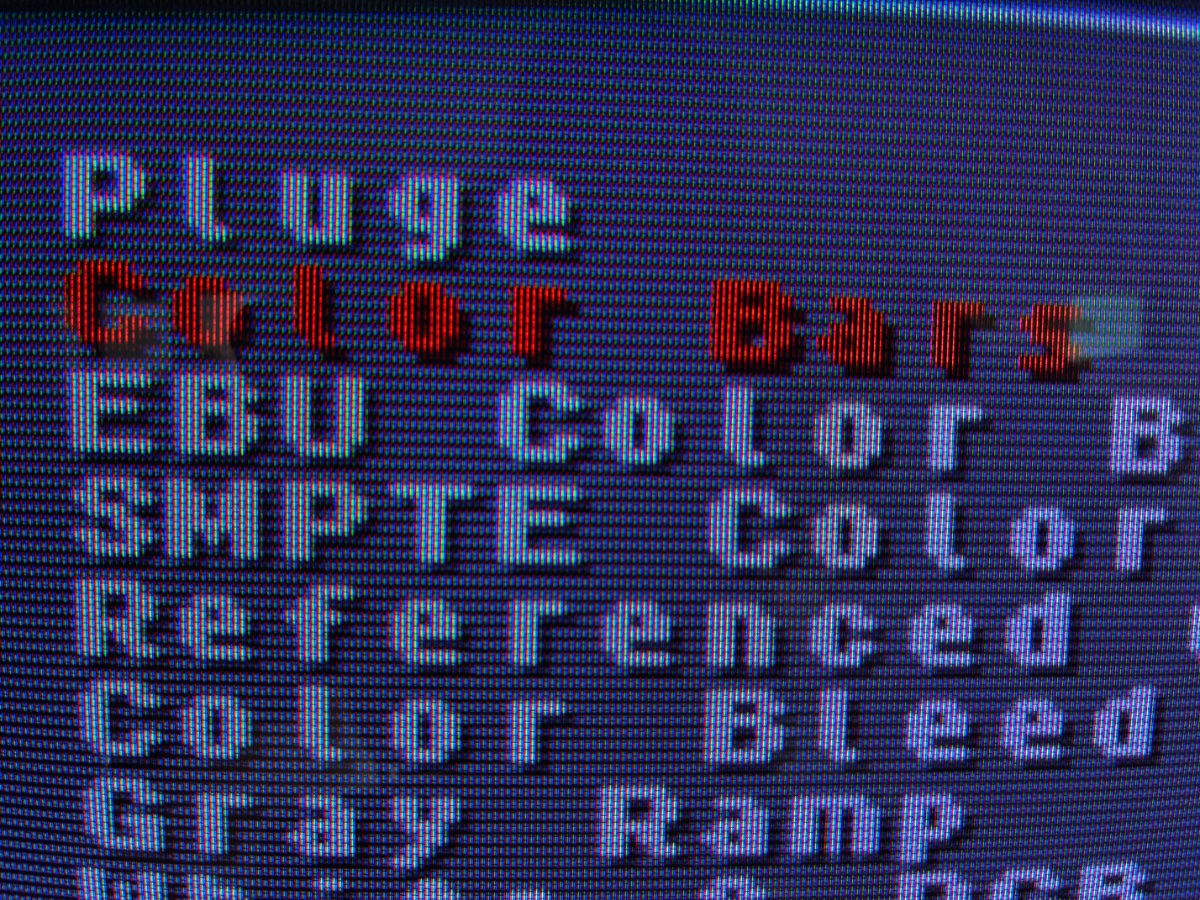 Pluge
Color Bars
EBU Color B
SMPTE Color
Referenced
Color Bleed
Gray Ramp